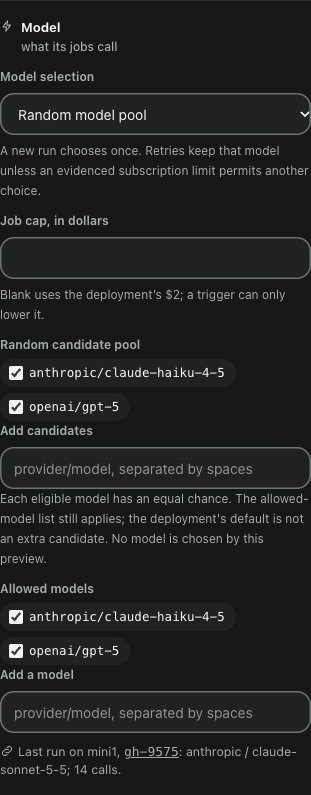 Model
what its jobs call
Model selection
Random model pool
A new run chooses once. Retries keep that model
unless an evidenced subscription limit permits another
choice.
Job cap, in dollars
Blank uses the deployment's $2; a trigger can only
lower it.
Random candidate pool
anthropic/claude-haiku-4-5
openai/gpt-5
Add candidates
provider/model, separated by spaces
Each eligible model has an equal chance. The allowed-
model list still applies; the deployment's default is not
an extra candidate. No model is chosen by this
preview.
Allowed models
anthropic/claude-haiku-4-5
openai/gpt-5
Add a model
provider/model, separated by spaces
Last run on mini1, gh-9575: anthropic / claude-
sonnet-5-5; 14 calls.